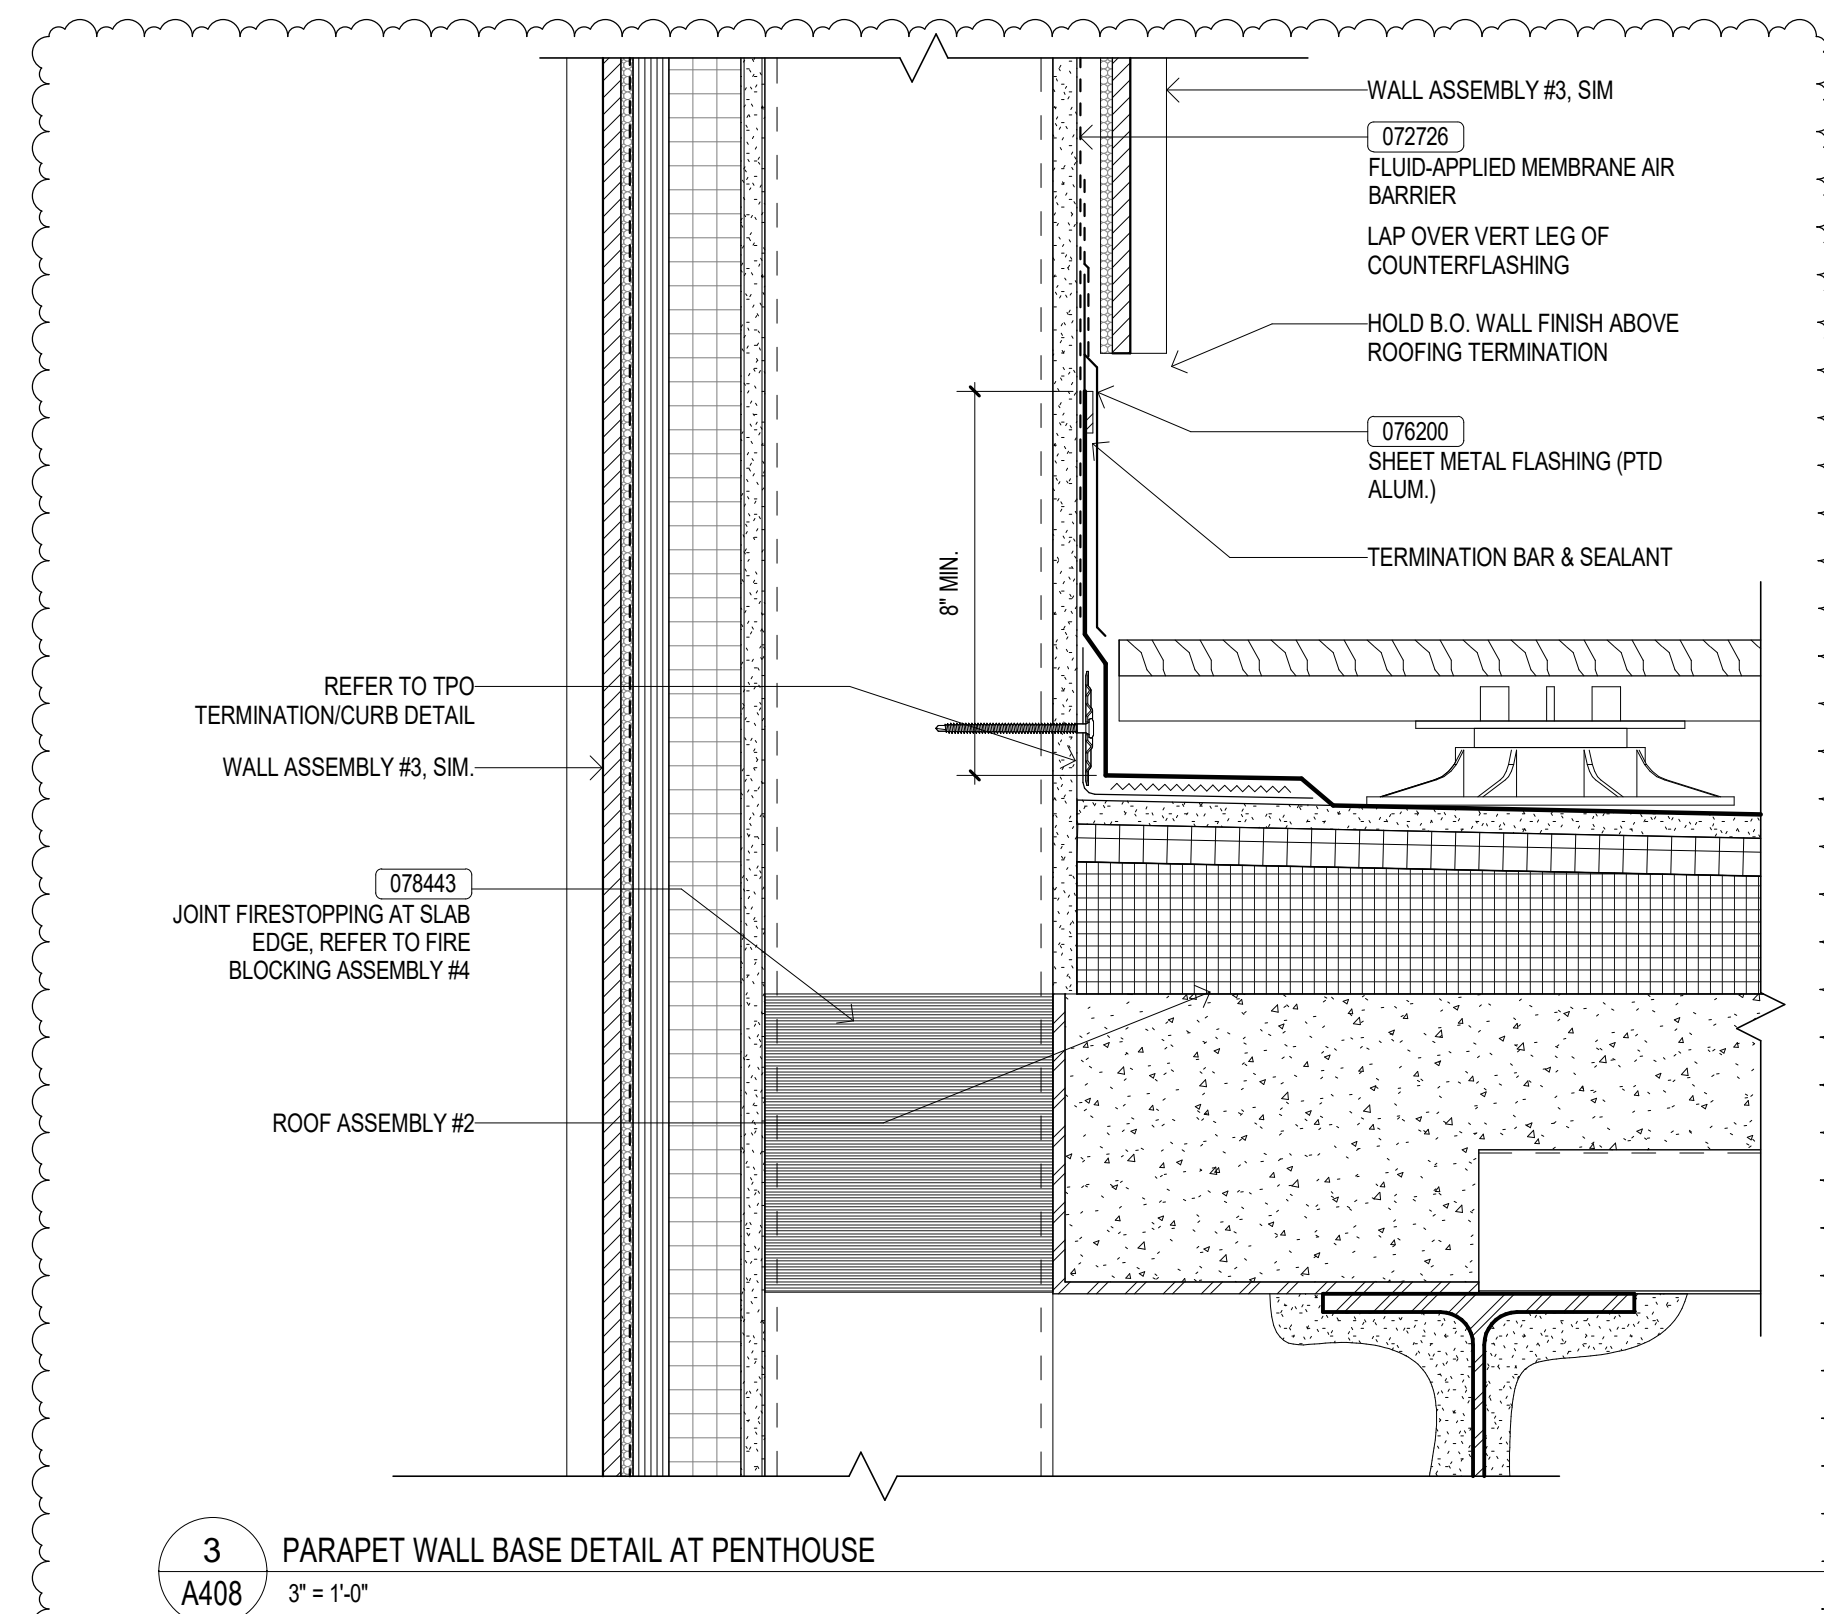 WALL ASSEMBLY #3, SIM
072726
FLUID-APPLIED MEMBRANE AIR
BARRIER
LAP OVER VERT LEG OF
COUNTERFLASHING
HOLD B.O. WALL FINISH ABOVE
ROOFING TERMINATION
076200
SHEET METAL FLASHING (PTD
ALUM.)
TERMINATION BAR & SEALANT
8" MIN.
REFER TO TPO
TERMINATION/CURB DETAIL
WALL ASSEMBLY #3, SIM.
078443
JOINT FIRESTOPPING AT SLAB
EDGE, REFER TO FIRE
BLOCKING ASSEMBLY #4
ROOF ASSEMBLY #2
3
PARAPET WALL BASE DETAIL AT PENTHOUSE
A408
3" = 1'-0"